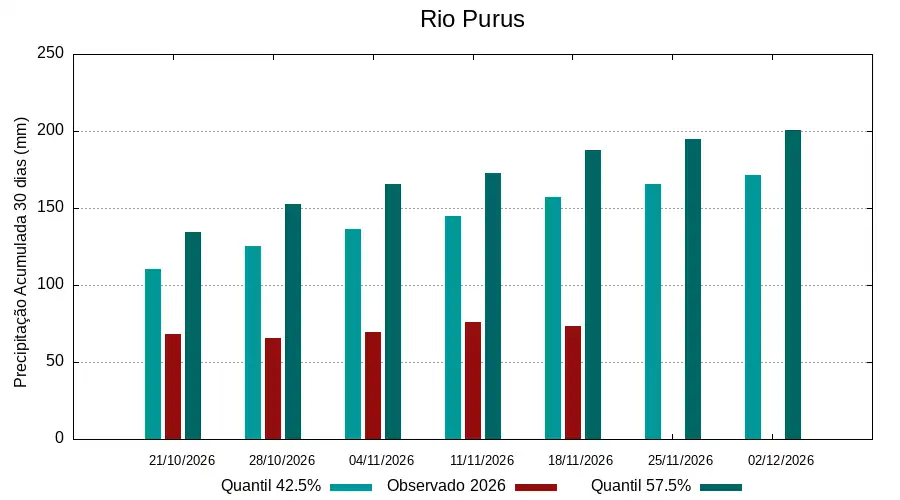 Rio Purus
Precipitação Acumulada 30 dias (mm)
250
200
150
100
50
0
21/10/2026 28/10/2026 04/11/2026 11/11/2026 18/11/2026 25/11/2026 02/12/2026
Quantil 42.5% Observado 2026 Quantil 57.5%